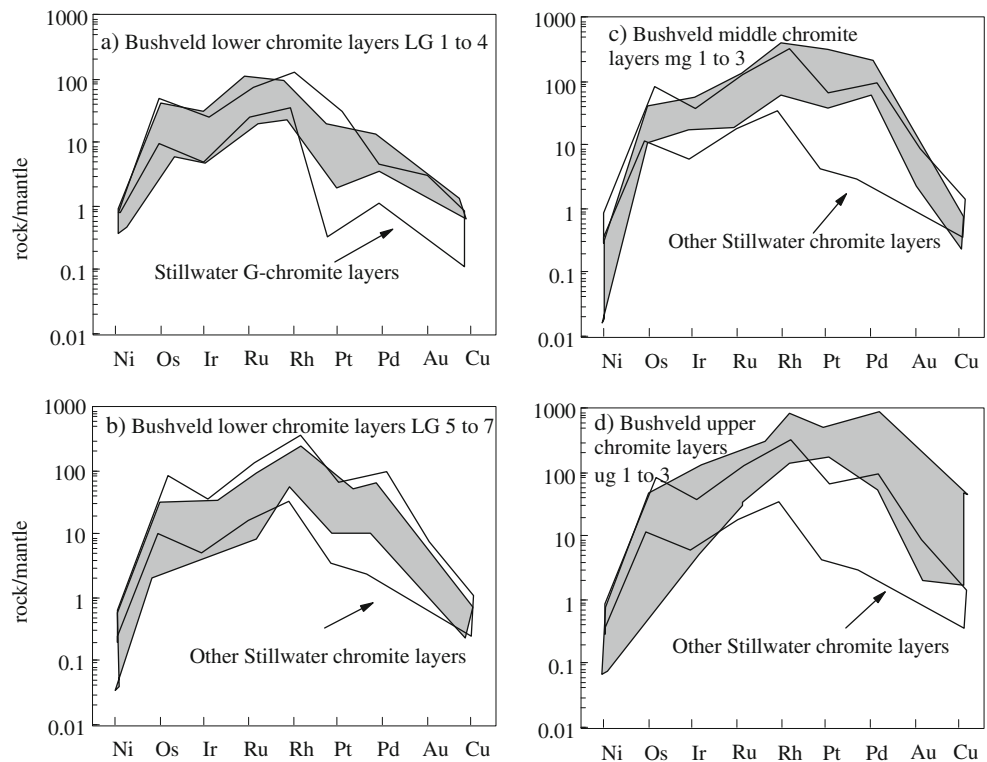 a) Bushveld lower chromite layers LG 1 to 4
1000
100
10
1
0.1
0.01
rock/mantle
Stillwater G-chromite layers
Ni Os Ir Ru Rh Pt Pd Au Cu
c) Bushveld middle chromite
layers mg 1 to 3
1000
100
10
1
0.1
0.01
Other Stillwater chromite layers
Ni Os Ir Ru Rh Pt Pd Au Cu
b) Bushveld lower chromite layers LG 5 to 7
1000
100
10
1
0.1
0.01
rock/mantle
Other Stillwater chromite layers
Ni Os Ir Ru Rh Pt Pd Au Cu
d) Bushveld upper
chromite layers
ug 1 to 3
1000
100
10
1
0.1
0.01
Other Stillwater chromite layers
Ni Os Ir Ru Rh Pt Pd Au Cu